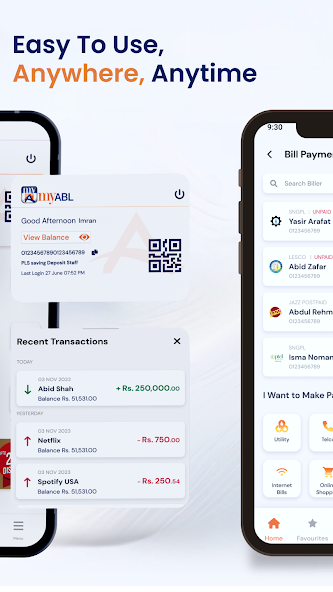 Easy To Use,
Anywhere, Anytime
my
myABL
Good Afternoon Imran
View Balance
01234567890123456789
PLS saving Deposit Staff
Last Login 27 June 07:52 PM
Recent Transactions
TODAY
03 NOV 2023
Abid Shah
+ Rs. 250,000.00
Balance Rs. 51,531.00
YESTERDAY
03 NOV 2023
Netflix
- Rs. 750.00
Balance Rs. 51,531.00
03 NOV 2023
Spotify USA
- Rs. 250.54
Balance Rs. 51,531.00
Menu
9:30
Bill Payme
Search Biller
SNGPL | UNPAID
Yasir Arafat
0123456789
LESCO | UNPAID
Abid Zafar
0123456789
JAZZ POSTPAID
Abdul Rehm
0123456789
SNGPL
Isma Noman
0123456789
I Want to Make Pa
Utility
Telco
Internet
Bills
Online
Shopp
Home
Favourites